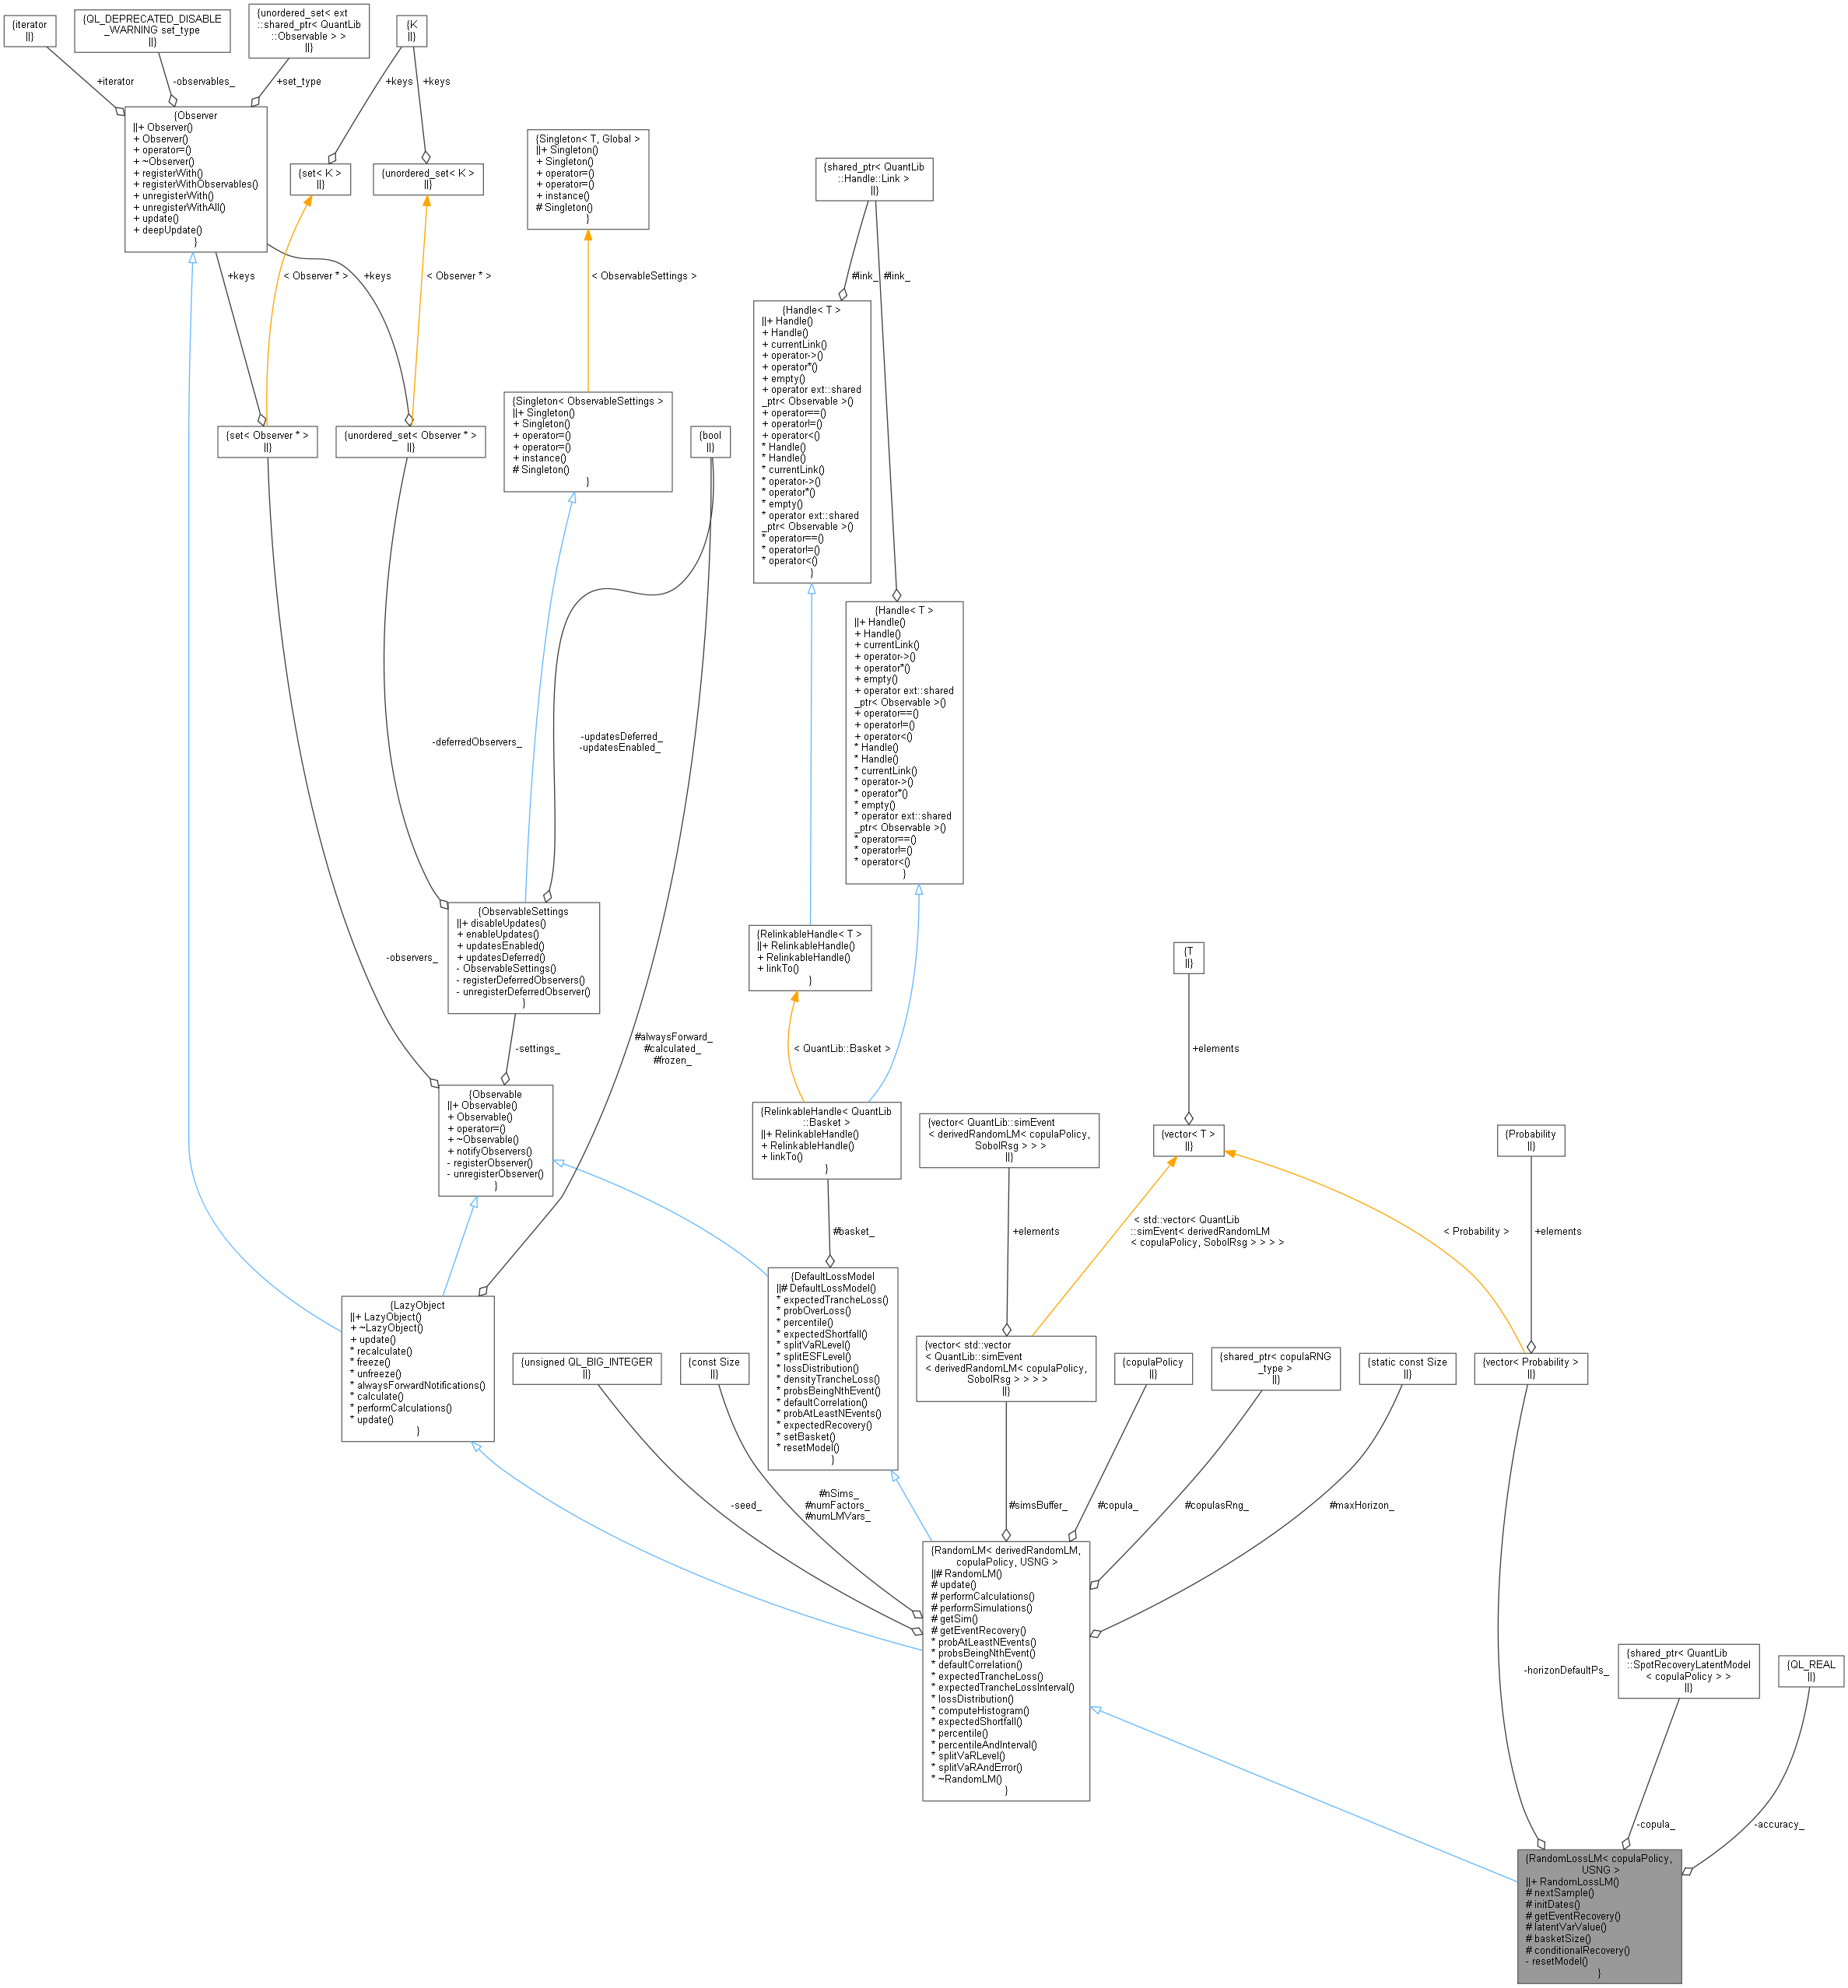 {iterator
||}
{QL_DEPRECATED_DISABLE
_WARNING set_type
||}
{unordered_set< ext
::shared_ptr< QuantLib
::Observable > >
||}
{K
||}
+iterator
-observables_
+set_type
+keys
+keys
{Observer
||+ Observer()
+ Observer()
+ operator=()
+ ~Observer()
+ registerWith()
+ registerWithObservables()
+ unregisterWith()
+ unregisterWithAll()
+ update()
+ deepUpdate()
}
{set< K >
||}
{unordered_set< K >
||}
{Singleton< T, Global >
||+ Singleton()
+ Singleton()
+ operator=()
+ operator=()
+ instance()
# Singleton()
}
{shared_ptr< QuantLib
::Handle::Link >
||}
+keys
< Observer * >
+keys
< Observer * >
< ObservableSettings >
#link_
#link_
{Handle< T >
||+ Handle()
+ Handle()
+ currentLink()
+ operator->()
+ operator*()
+ empty()
+ operator ext::shared
_ptr< Observable >()
+ operator==()
+ operator!=()
+ operator<()
* Handle()
* Handle()
* currentLink()
* operator->()
* operator*()
* empty()
* operator ext::shared
_ptr< Observable >()
* operator==()
* operator!=()
* operator<()
}
{set< Observer * >
||}
{unordered_set< Observer * >
||}
{Singleton< ObservableSettings >
||+ Singleton()
+ Singleton()
+ operator=()
+ operator=()
+ instance()
# Singleton()
}
{bool
||}
{Handle< T >
||+ Handle()
+ Handle()
+ currentLink()
+ operator->()
+ operator*()
+ empty()
+ operator ext::shared
_ptr< Observable >()
+ operator==()
+ operator!=()
+ operator<()
* Handle()
* Handle()
* currentLink()
* operator->()
* operator*()
* empty()
* operator ext::shared
_ptr< Observable >()
* operator==()
* operator!=()
* operator<()
}
-deferredObservers_
-updatesDeferred_
-updatesEnabled_
-observers_
{ObservableSettings
||+ disableUpdates()
+ enableUpdates()
+ updatesEnabled()
+ updatesDeferred()
- ObservableSettings()
- registerDeferredObservers()
- unregisterDeferredObserver()
}
{RelinkableHandle< T >
||+ RelinkableHandle()
+ RelinkableHandle()
+ linkTo()
}
{T
||}
-settings_
#alwaysForward_
#calculated_
#frozen_
< QuantLib::Basket >
+elements
{Observable
||+ Observable()
+ Observable()
+ operator=()
+ ~Observable()
+ notifyObservers()
- registerObserver()
- unregisterObserver()
}
{RelinkableHandle< QuantLib
::Basket >
||+ RelinkableHandle()
+ RelinkableHandle()
+ linkTo()
}
{vector< QuantLib::simEvent
< derivedRandomLM< copulaPolicy,
SobolRsg > > >
||}
{vector< T >
||}
{Probability
||}
#basket_
+elements
< std::vector< QuantLib
::simEvent< derivedRandomLM
< copulaPolicy, SobolRsg > > > >
< Probability >
+elements
{LazyObject
||+ LazyObject()
+ ~LazyObject()
+ update()
* recalculate()
* freeze()
* unfreeze()
* alwaysForwardNotifications()
* calculate()
* performCalculations()
* update()
}
{unsigned QL_BIG_INTEGER
||}
{const Size
||}
{DefaultLossModel
||# DefaultLossModel()
* expectedTrancheLoss()
* probOverLoss()
* percentile()
* expectedShortfall()
* splitVaRLevel()
* splitESFLevel()
* lossDistribution()
* densityTrancheLoss()
* probsBeingNthEvent()
* defaultCorrelation()
* probAtLeastNEvents()
* expectedRecovery()
* setBasket()
* resetModel()
}
{vector< std::vector
< QuantLib::simEvent
< derivedRandomLM< copulaPolicy,
SobolRsg > > > >
||}
{copulaPolicy
||}
{shared_ptr< copulaRNG
_type >
||}
{static const Size
||}
{vector< Probability >
||}
-seed_
#nSims_
#numFactors_
#numLMVars_
#simsBuffer_
#copula_
#copulasRng_
#maxHorizon_
{RandomLM< derivedRandomLM,
copulaPolicy, USNG >
||# RandomLM()
# update()
# performCalculations()
# performSimulations()
# getSim()
# getEventRecovery()
* probAtLeastNEvents()
* probsBeingNthEvent()
* defaultCorrelation()
* expectedTrancheLoss()
* expectedTrancheLossInterval()
* lossDistribution()
* computeHistogram()
* expectedShortfall()
* percentile()
* percentileAndInterval()
* splitVaRLevel()
* splitVaRAndError()
* ~RandomLM()
}
-horizonDefaultPs_
{shared_ptr< QuantLib
::SpotRecoveryLatentModel
< copulaPolicy > >
||}
{QL_REAL
||}
-copula_
-accuracy_
{RandomLossLM< copulaPolicy,
USNG >
||+ RandomLossLM()
# nextSample()
# initDates()
# getEventRecovery()
# latentVarValue()
# basketSize()
# conditionalRecovery()
- resetModel()
}